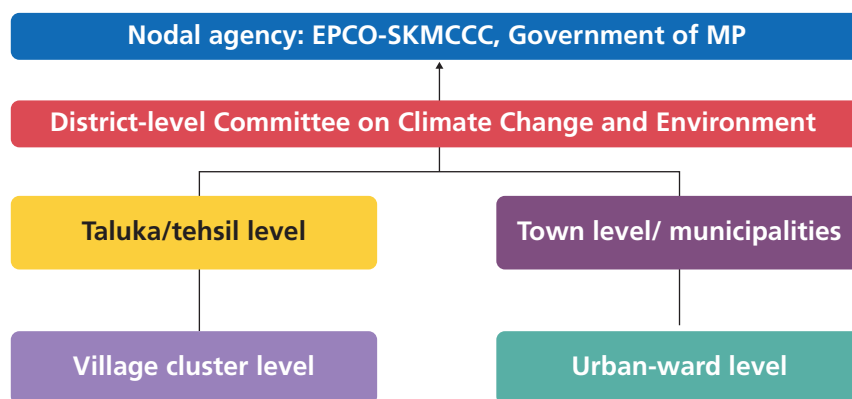 Nodal agency: EPCO-SKMCCC, Government of MP
District-level Committee on Climate Change and Environment
Taluka/tehsil level
Town level/ municipalities
Village cluster level
Urban-ward level